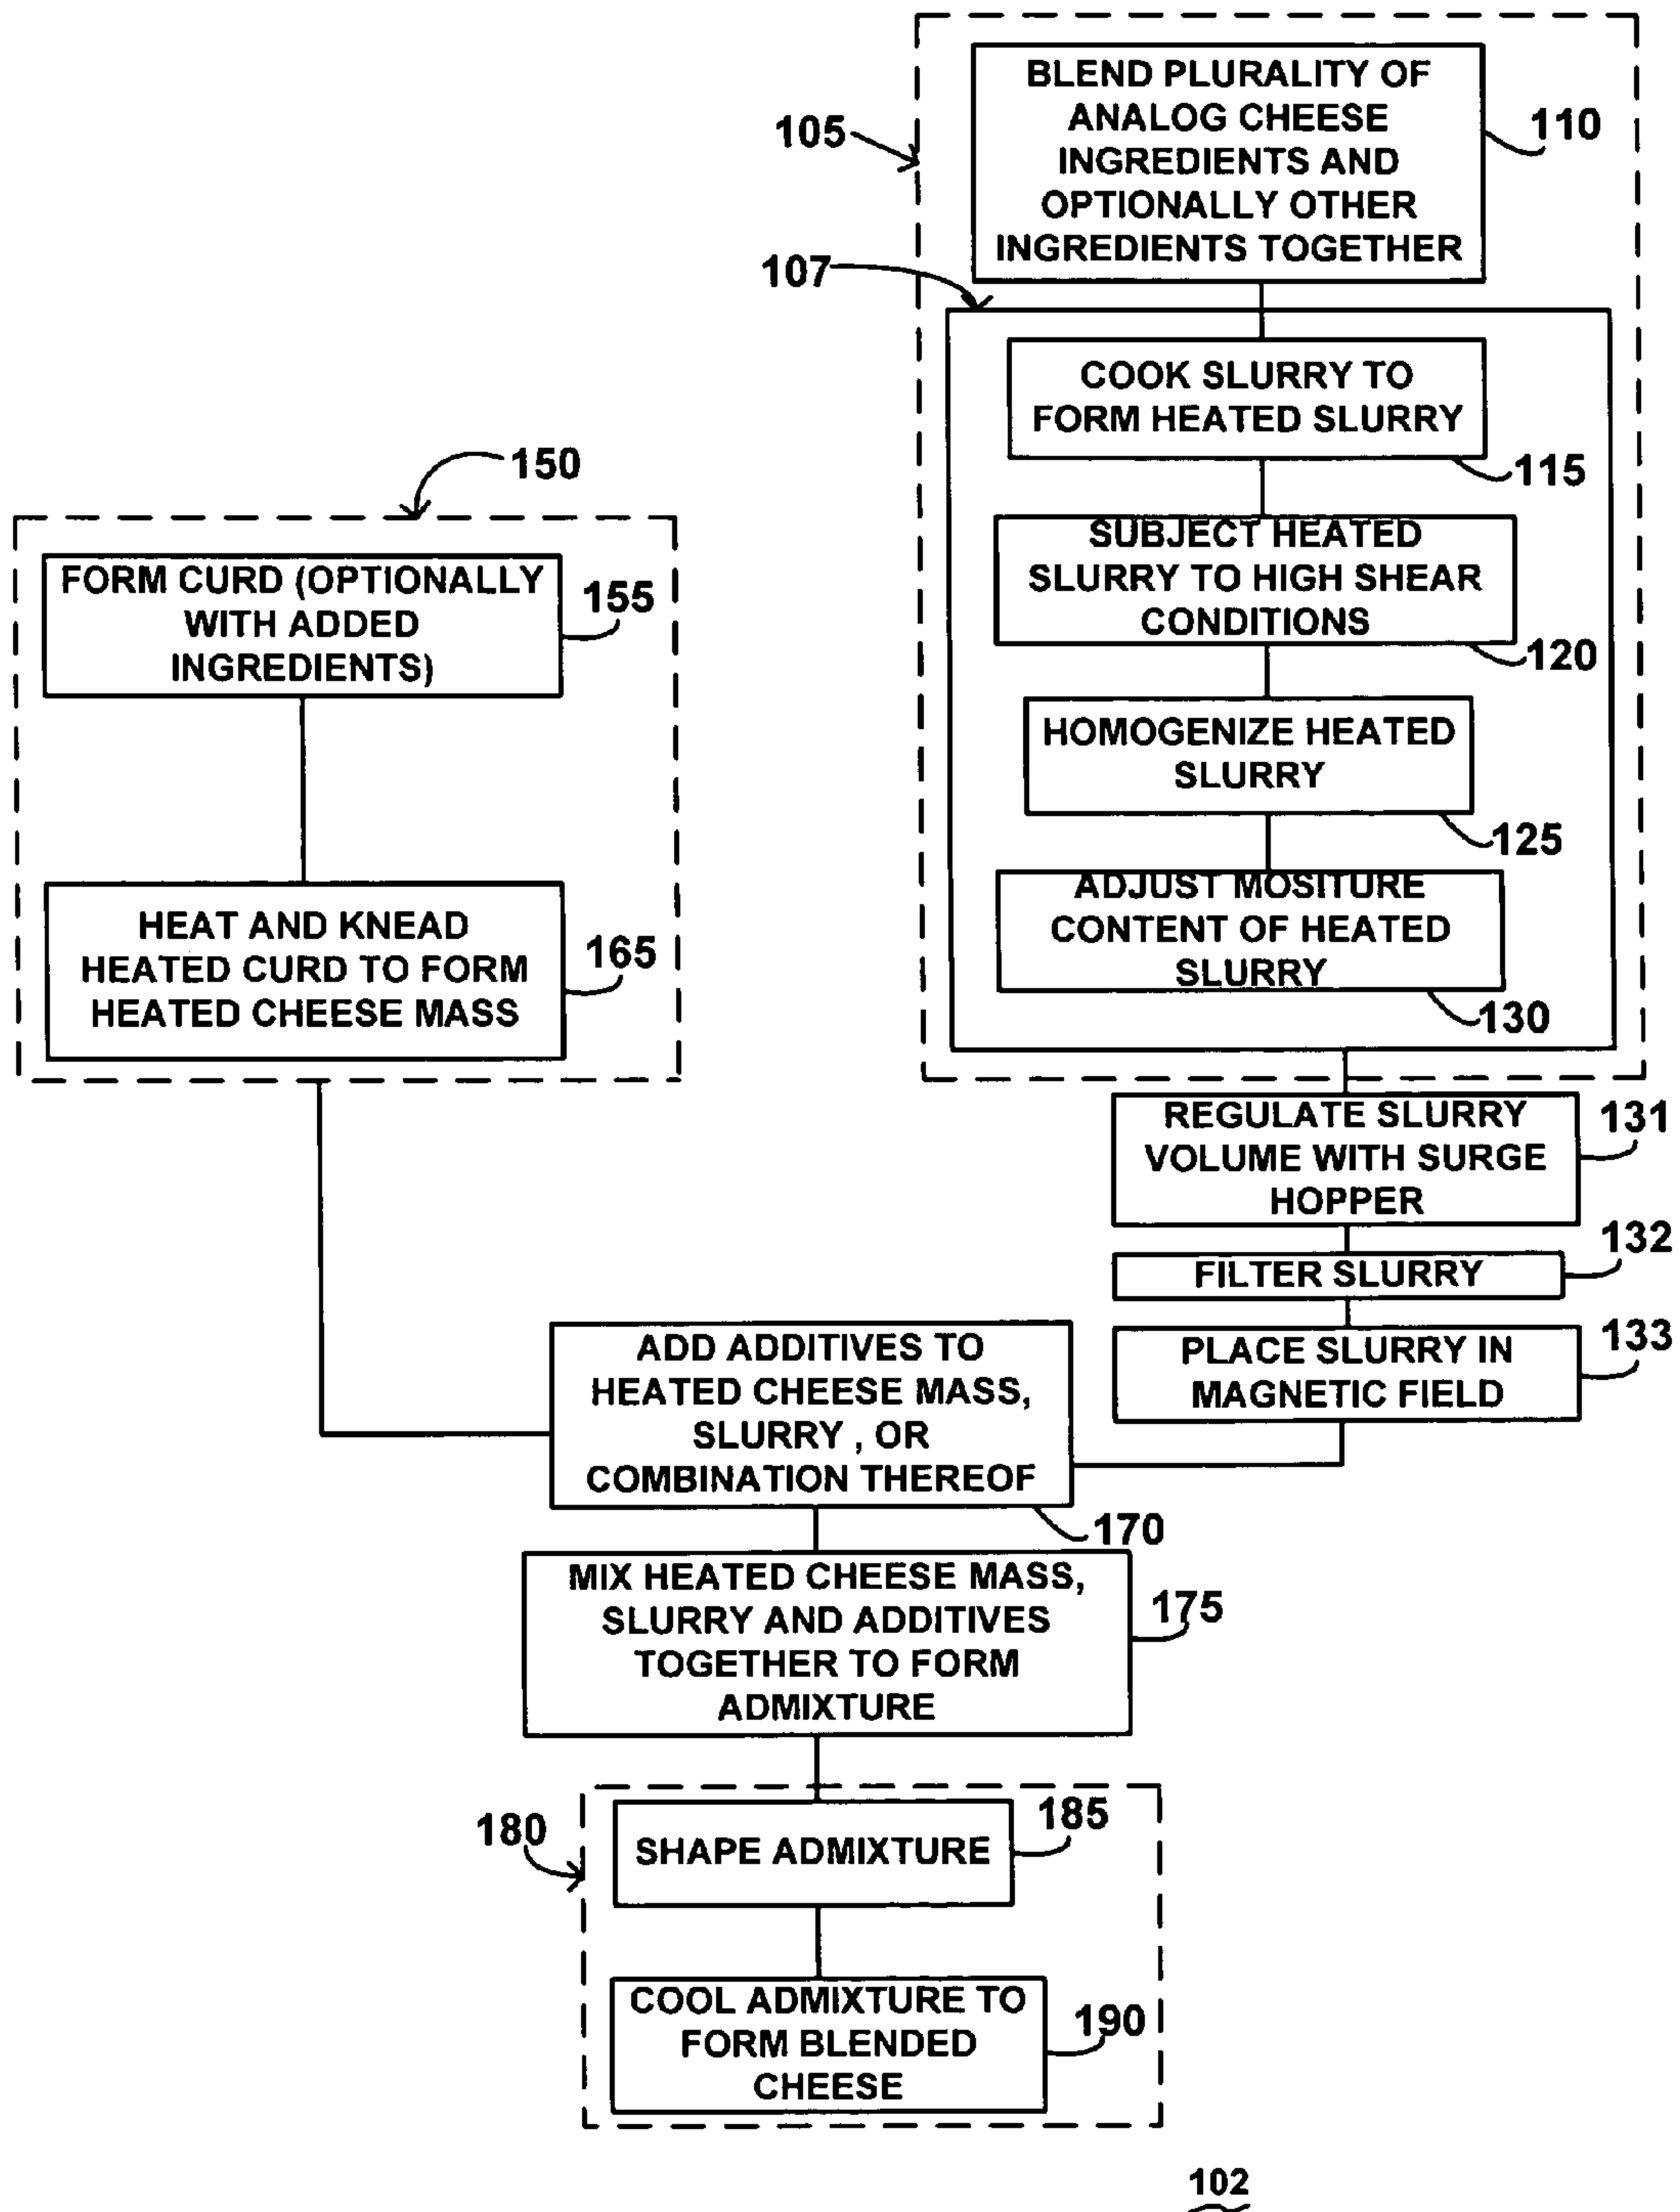 BLEND PLURALITY OF
ANALOG CHEESE
INGREDIENTS AND
OPTIONALLY OTHER
INGREDIENTS TOGETHER
105
110
107
COOK SLURRY TO
FORM HEATED SLURRY
115
SUBJECT HEATED
SLURRY TO HIGH SHEAR
CONDITIONS
120
HOMOGENIZE HEATED
SLURRY
125
ADJUST MOSITURE
CONTENT OF HEATED
SLURRY
130
150
FORM CURD (OPTIONALLY
WITH ADDED
INGREDIENTS)
155
HEAT AND KNEAD
HEATED CURD TO FORM
HEATED CHEESE MASS
165
REGULATE SLURRY
VOLUME WITH SURGE
HOPPER
131
FILTER SLURRY
132
PLACE SLURRY IN
MAGNETIC FIELD
133
ADD ADDITIVES TO
HEATED CHEESE MASS,
SLURRY , OR
COMBINATION THEREOF
170
MIX HEATED CHEESE MASS,
SLURRY AND ADDITIVES
TOGETHER TO FORM
ADMIXTURE
175
180
SHAPE ADMIXTURE
185
COOL ADMIXTURE TO
FORM BLENDED
CHEESE
190
102